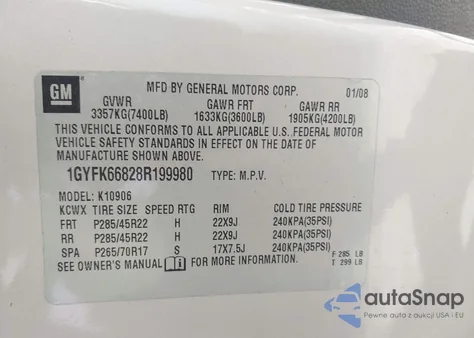 GM
MFD BY GENERAL MOTORS CORP. 01/08
GVWR GAWR FRT GAWR RR
3357KG(7400LB) 1633KG(3600LB) 1905KG(4200LB)
THIS VEHICLE CONFORMS TO ALL APPLICABLE U.S. FEDERAL MOTOR
VEHICLE SAFETY STANDARDS IN EFFECT ON THE DATE OF
MANUFACTURE SHOWN ABOVE.
1GYFK66828R199980 TYPE: M.P.V.
MODEL: K10906
KCWX TIRE SIZE SPEED RTG RIM COLD TIRE PRESSURE
FRT P285/45R22 H 22X9J 240KPA(35PSI)
RR P285/45R22 H 22X9J 240KPA(35PSI)
SPA P265/70R17 S 17X7.5J 240KPA(35PSI)
SEE OWNER'S MANUAL FOR MORE INFORMATION. F 285 LB
T 299 LB
autoSnap
Pewne auta z aukcji USA i EU